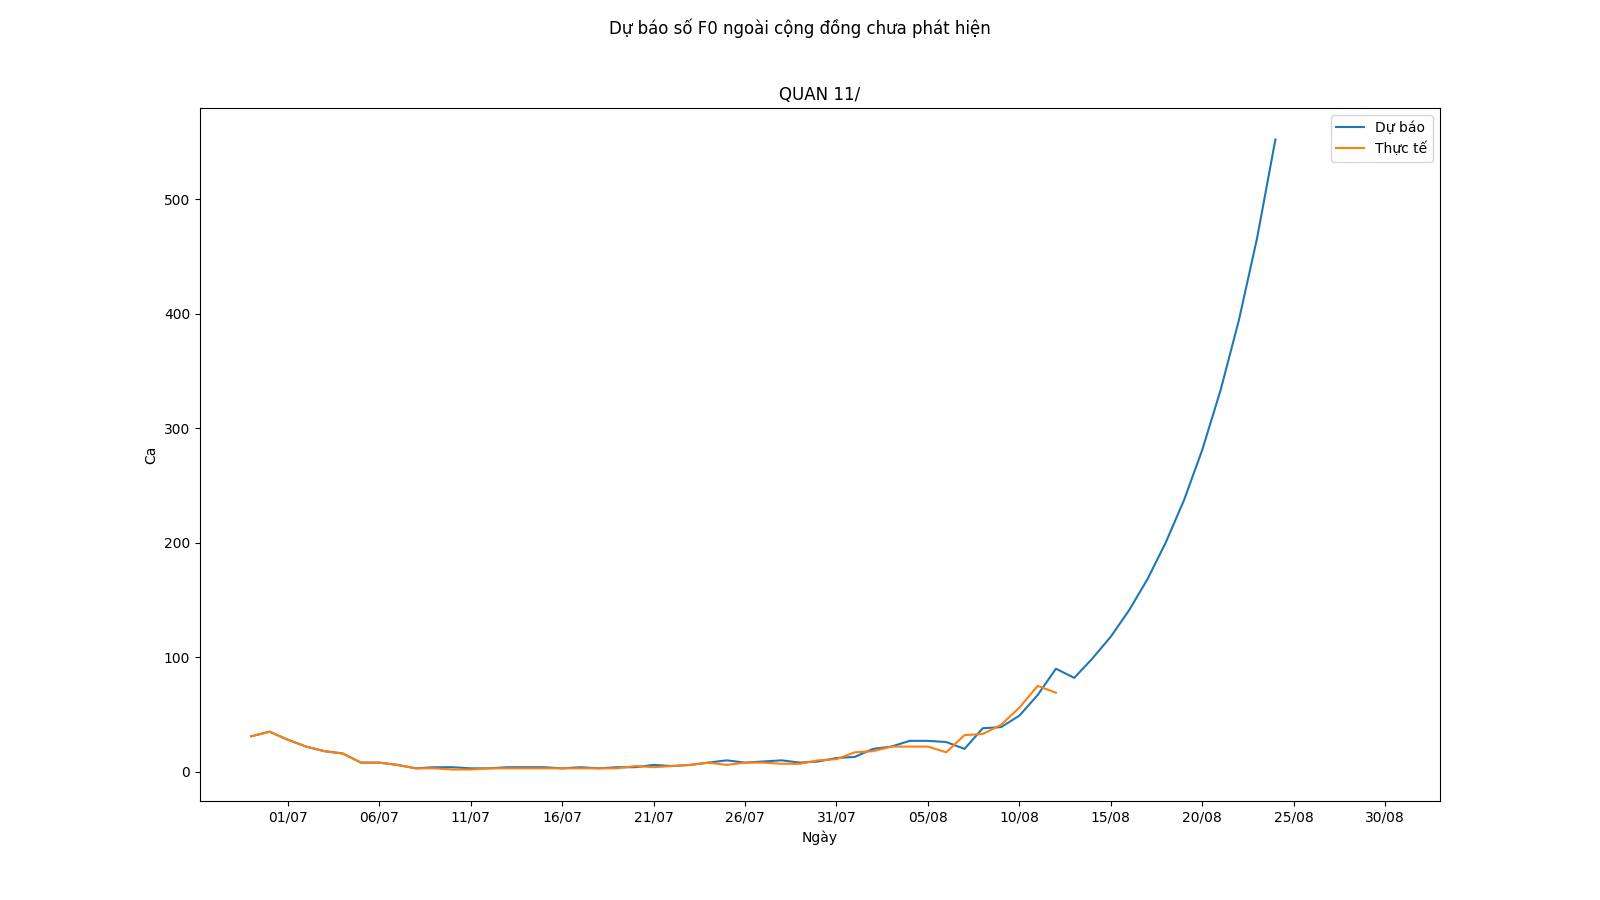 Dự báo số F0 ngoài cộng đồng chưa phát hiện
QUAN 11/
Dự báo
Thực tế
500
400
300
200
100
0
Ca
01/07 06/07 11/07 16/07 21/07 26/07 31/07 05/08 10/08 15/08 20/08 25/08 30/08
Ngày